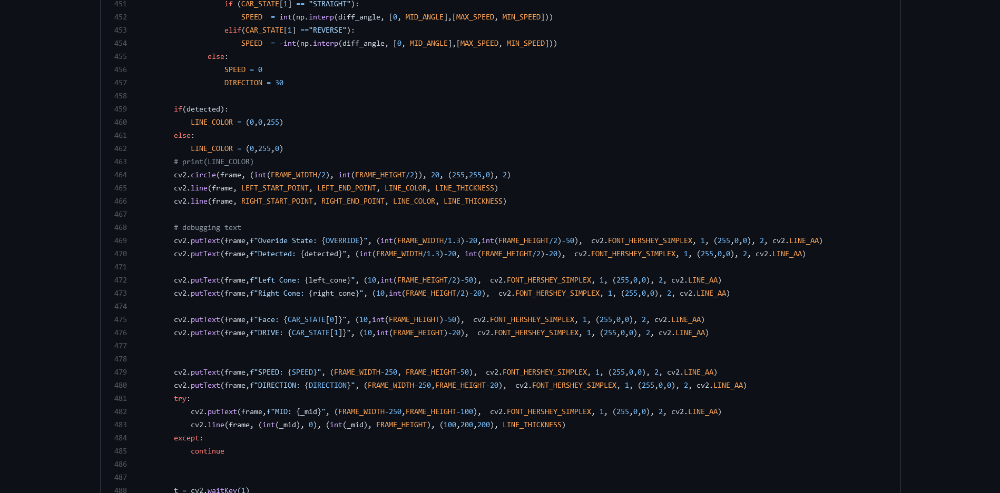 451 if (CAR_STATE[1] == "STRAIGHT"):
452 SPEED  = int(np.interp(diff_angle, [0, MID_ANGLE],[MAX_SPEED, MIN_SPEED]))
453 elif(CAR_STATE[1] =="REVERSE"):
454 SPEED  = -int(np.interp(diff_angle, [0, MID_ANGLE],[MAX_SPEED, MIN_SPEED]))
455 else:
456 SPEED = 0
457 DIRECTION = 30
458
459 if(detected):
460 LINE_COLOR = (0,0,255)
461 else:
462 LINE_COLOR = (0,255,0)
463 # print(LINE_COLOR)
464 cv2.circle(frame, (int(FRAME_WIDTH/2), int(FRAME_HEIGHT/2)), 20, (255,255,0), 2)
465 cv2.line(frame, LEFT_START_POINT, LEFT_END_POINT, LINE_COLOR, LINE_THICKNESS)
466 cv2.line(frame, RIGHT_START_POINT, RIGHT_END_POINT, LINE_COLOR, LINE_THICKNESS)
467
468 # debugging text
469 cv2.putText(frame,f"Overide State: {OVERRIDE}", (int(FRAME_WIDTH/1.3)-20,int(FRAME_HEIGHT/2)-50),  cv2.FONT_HERSHEY_SIMPLEX, 1, (255,0,0), 2, cv2.LINE_AA)
470 cv2.putText(frame,f"Detected: {detected}", (int(FRAME_WIDTH/1.3)-20, int(FRAME_HEIGHT/2)-20),  cv2.FONT_HERSHEY_SIMPLEX, 1, (255,0,0), 2, cv2.LINE_AA)
471
472 cv2.putText(frame,f"Left Cone: {left_cone}", (10,int(FRAME_HEIGHT/2)-50),  cv2.FONT_HERSHEY_SIMPLEX, 1, (255,0,0), 2, cv2.LINE_AA)
473 cv2.putText(frame,f"Right Cone: {right_cone}", (10,int(FRAME_HEIGHT/2)-20),  cv2.FONT_HERSHEY_SIMPLEX, 1, (255,0,0), 2, cv2.LINE_AA)
474
475 cv2.putText(frame,f"Face: {CAR_STATE[0]}", (10,int(FRAME_HEIGHT)-50),  cv2.FONT_HERSHEY_SIMPLEX, 1, (255,0,0), 2, cv2.LINE_AA)
476 cv2.putText(frame,f"DRIVE: {CAR_STATE[1]}", (10,int(FRAME_HEIGHT)-20),  cv2.FONT_HERSHEY_SIMPLEX, 1, (255,0,0), 2, cv2.LINE_AA)
477
478
479 cv2.putText(frame,f"SPEED: {SPEED}", (FRAME_WIDTH-250, FRAME_HEIGHT-50),  cv2.FONT_HERSHEY_SIMPLEX, 1, (255,0,0), 2, cv2.LINE_AA)
480 cv2.putText(frame,f"DIRECTION: {DIRECTION}", (FRAME_WIDTH-250,FRAME_HEIGHT-20),  cv2.FONT_HERSHEY_SIMPLEX, 1, (255,0,0), 2, cv2.LINE_AA)
481 try:
482 cv2.putText(frame,f"MID: {_mid}", (FRAME_WIDTH-250,FRAME_HEIGHT-100),  cv2.FONT_HERSHEY_SIMPLEX, 1, (255,0,0), 2, cv2.LINE_AA)
483 cv2.line(frame, (int(_mid), 0), (int(_mid), FRAME_HEIGHT), (100,200,200), LINE_THICKNESS)
484 except:
485 continue
486
487
488 t = cv2.waitKey(1)